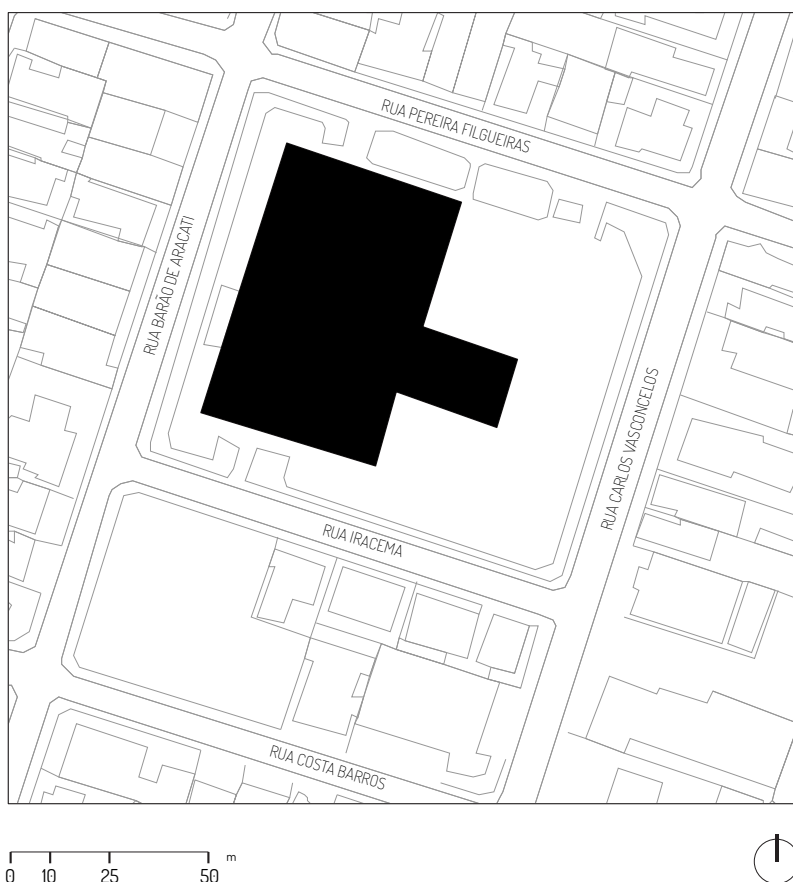 RUA PEREIRA FILGUEIRAS
RUA BARÃO DE ARACATI
RUA CARLOS VASCONCELOS
RUA IRACEMA
RUA COSTA BARROS
m
0 10 25 50